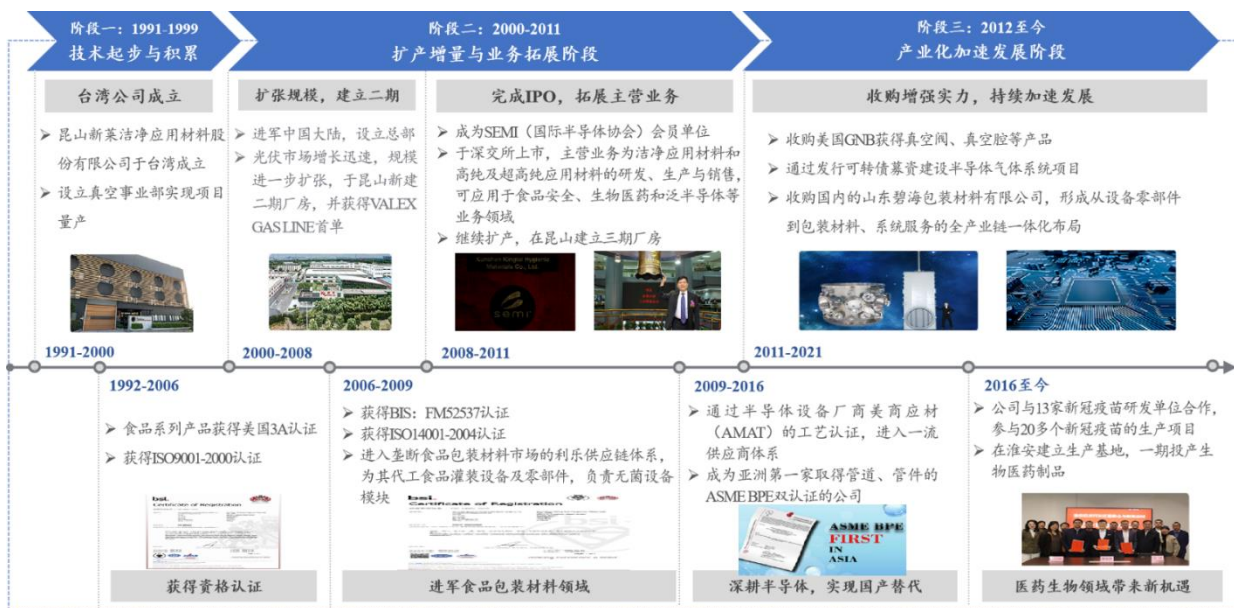 阶段一：1991-1999
技术起步与积累
阶段二：2000-2011
扩产增量与业务拓展阶段
阶段三：2012至今
产业化加速发展阶段
台湾公司成立
➢ 昆山新莱洁净应用材料股
份有限公司于台湾成立
➢ 设立真空事业部实现项目
量产
扩张规模，建立二期
➢ 进军中国大陆，设立总部
➢ 光伏市场增长迅速，规模
进一步扩张，于昆山新建
二期厂房，并获得VALEX
GAS LINE首单
完成IPO，拓展主营业务
➢ 成为SEMI（国际半导体协会）会员单位
➢ 于深交所上市，主营业务为洁净应用材料和
高纯及超高纯应用材料的研发、生产与销售，
可应用于食品安全、生物医药和泛半导体等
业务领域
➢ 继续扩产，在昆山建立三期厂房
Kunshan Kinglai Hygienic
Materials Co., Ltd.
semi
收购增强实力，持续加速发展
➢ 收购美国GNB获得真空阀、真空腔等产品
➢ 通过发行可转债募资建设半导体气体系统项目
➢ 收购国内的山东碧海包装材料有限公司，形成从设备零部件
到包装材料、系统服务的全产业链一体化布局
1991-2000
2000-2008
2008-2011
2011-2021
1992-2006
➢ 食品系列产品获得美国3A认证
➢ 获得ISO9001-2000认证
bsi.
Certificate of Registration
获得资格认证
2006-2009
➢ 获得BIS：FM52537认证
➢ 获得ISO14001-2004认证
➢ 进入垄断食品包装材料市场的利乐供应链体系，
为其代工食品灌装设备及零部件，负责无菌设备
模块
bsi.
Certificate of Registration
进军食品包装材料领域
2009-2016
➢ 通过半导体设备厂商美商应材
（AMAT）的工艺认证，进入一流
供应商体系
➢ 成为亚洲第一家取得管道、管件的
ASME BPE双认证的公司
ASME BPE
FIRST
IN
ASIA
深耕半导体，实现国产替代
2016至今
➢ 公司与13家新冠疫苗研发单位合作，
参与20多个新冠疫苗的生产项目
➢ 在淮安建立生产基地，一期投产生
物医药制品
医药生物领域带来新机遇